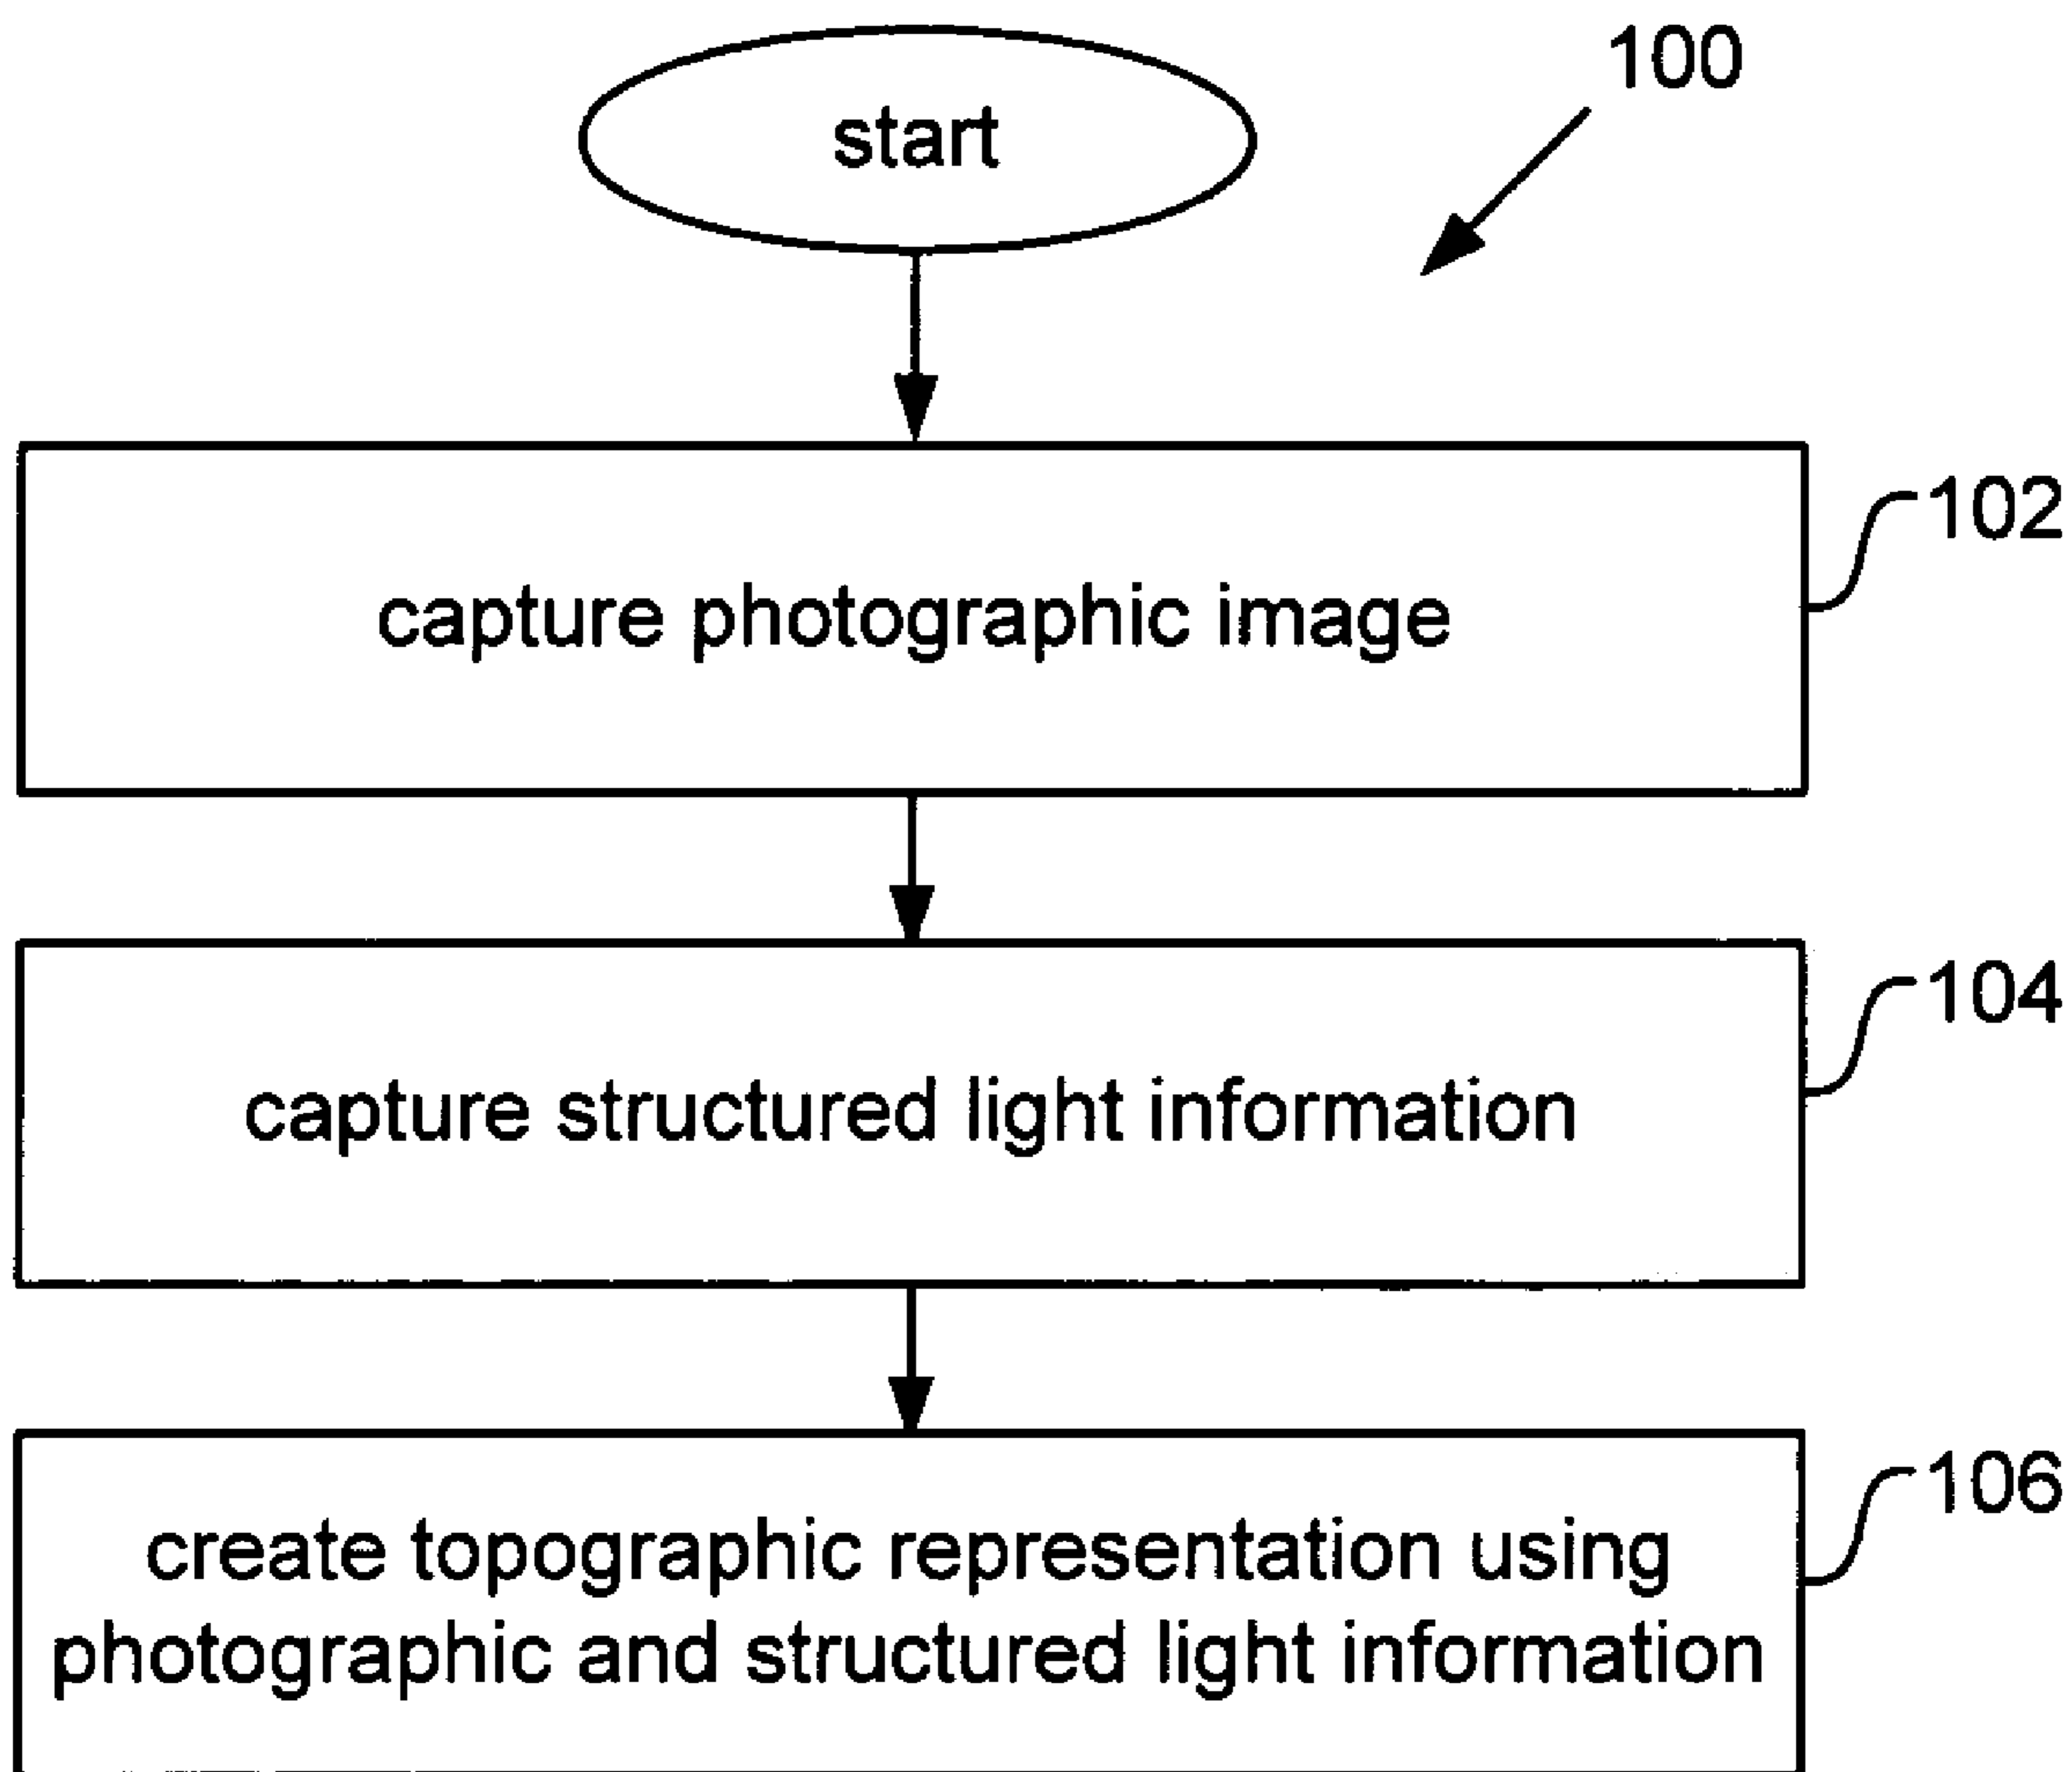 start
100
capture photographic image
102
capture structured light information
104
create topographic representation using
photographic and structured light information
106